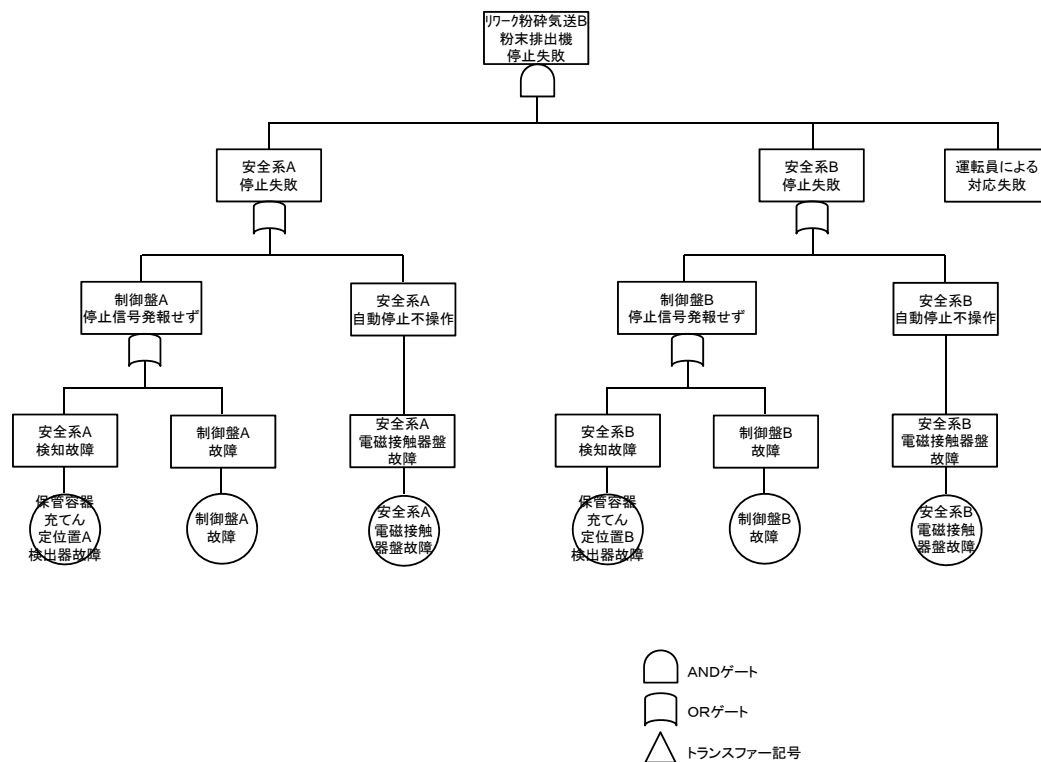 リワーク粉砕気送B
粉末排出機
停止失敗
安全系A
停止失敗
安全系B
停止失敗
運転員による
対応失敗
制御盤A
停止信号発報せず
安全系A
自動停止不操作
制御盤B
停止信号発報せず
安全系B
自動停止不操作
安全系A
検知故障
制御盤A
故障
安全系A
電磁接触器盤
故障
安全系B
検知故障
制御盤B
故障
安全系B
電磁接触器盤
故障
保管容器
充てん
定位置A
検出器故障
制御盤A
故障
安全系A
電磁接触
器盤故障
保管容器
充てん
定位置B
検出器故障
制御盤B
故障
安全系B
電磁接触
器盤故障
ANDゲート
ORゲート
トランスファー記号